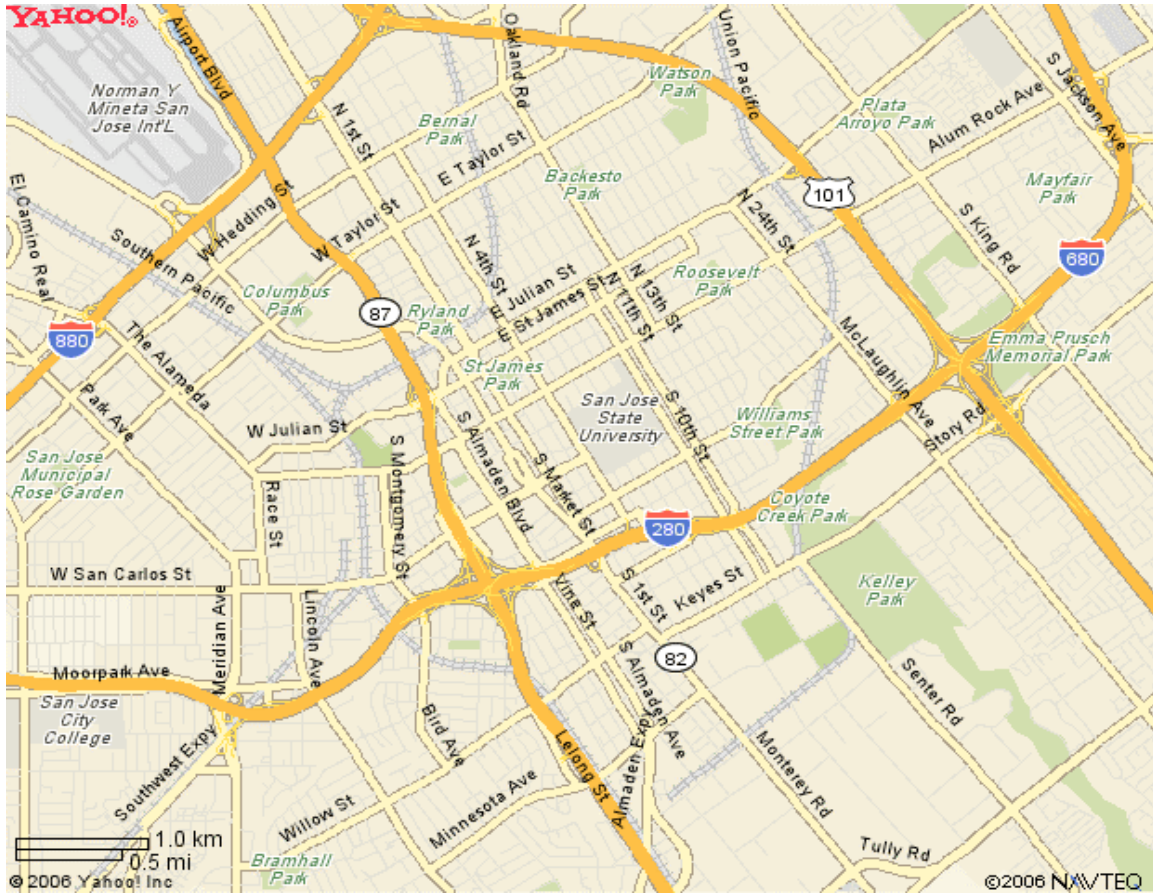 YAHOO!®
Airport Blvd
Oakland Rd
Union Pacific
S Jackson Ave
Norman Y
Mineta San
Jose Int'L
N 1st St
Bernal
Park
Watson
Park
Plata
Arroyo Park
Alum Rock Ave
E Taylor St
Backesto
Park
101
Mayfair
Park
El Camino Real
W Hedding St
W Taylor St
N 24th St
S King Rd
Southern Pacific
N 4th St
680
Columbus
Park
87
Ryland
Park
E Julian St
E St James St
N 11th St
N 13th St
Roosevelt
Park
880
The Alameda
St James
Park
McLaughlin Ave
Emma Prusch
Memorial Park
Park Ave
San Jose
State
University
S 10th St
Williams
Street Park
Story Rd
W Julian St
S Almaden Blvd
San Jose
Municipal
Rose Garden
S Montgomery St
S Market St
Race St
280
Coyote
Creek Park
W San Carlos St
Meridian Ave
Lincoln Ave
Vine St
S 1st St
Keyes St
Kelley
Park
82
Moorpark Ave
San Jose
City
College
Bird Ave
S Almaden Ave
Senter Rd
Southwest Expy
Lelong St
Almaden Expy
Monterey Rd
Willow St
Minnesota Ave
1.0 km
0.5 mi
Bramhall
Park
Tully Rd
©2006 Yahoo! Inc
©2006 NAVTEQ